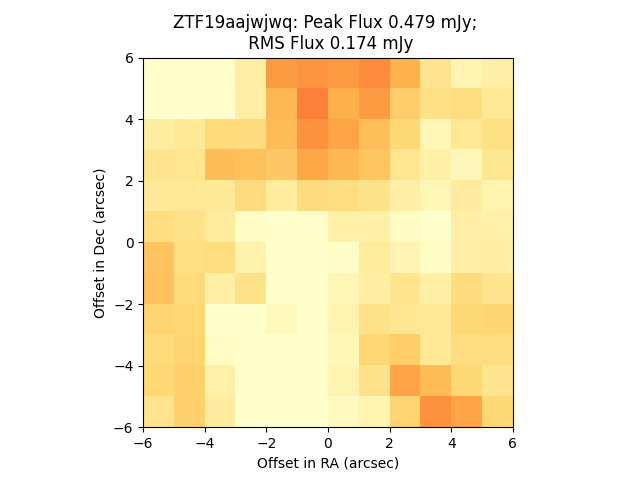 ZTF19aajwjwq: Peak Flux 0.479 mJy;
RMS Flux 0.174 mJy
6
4
2
0
−2
−4
−6
Offset in Dec (arcsec)
−6 −4 −2 0 2 4 6
Offset in RA (arcsec)